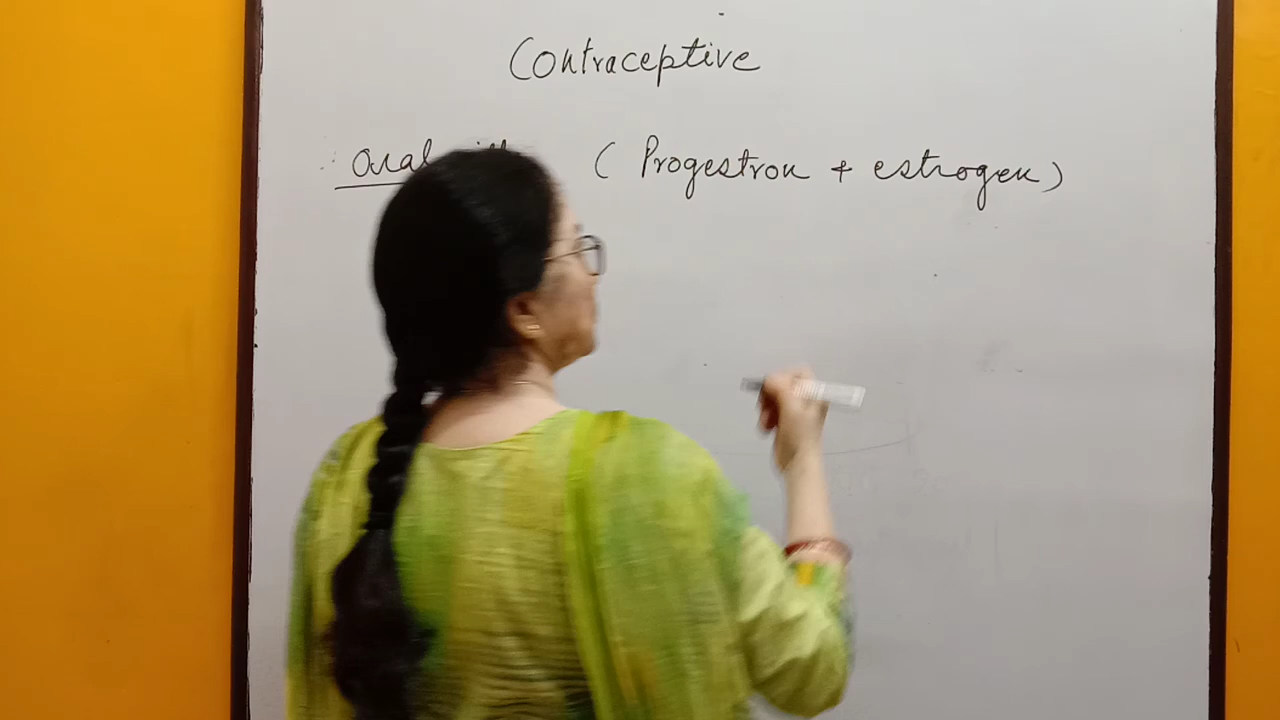 Contraceptive
oral ( Progestron + estrogen )